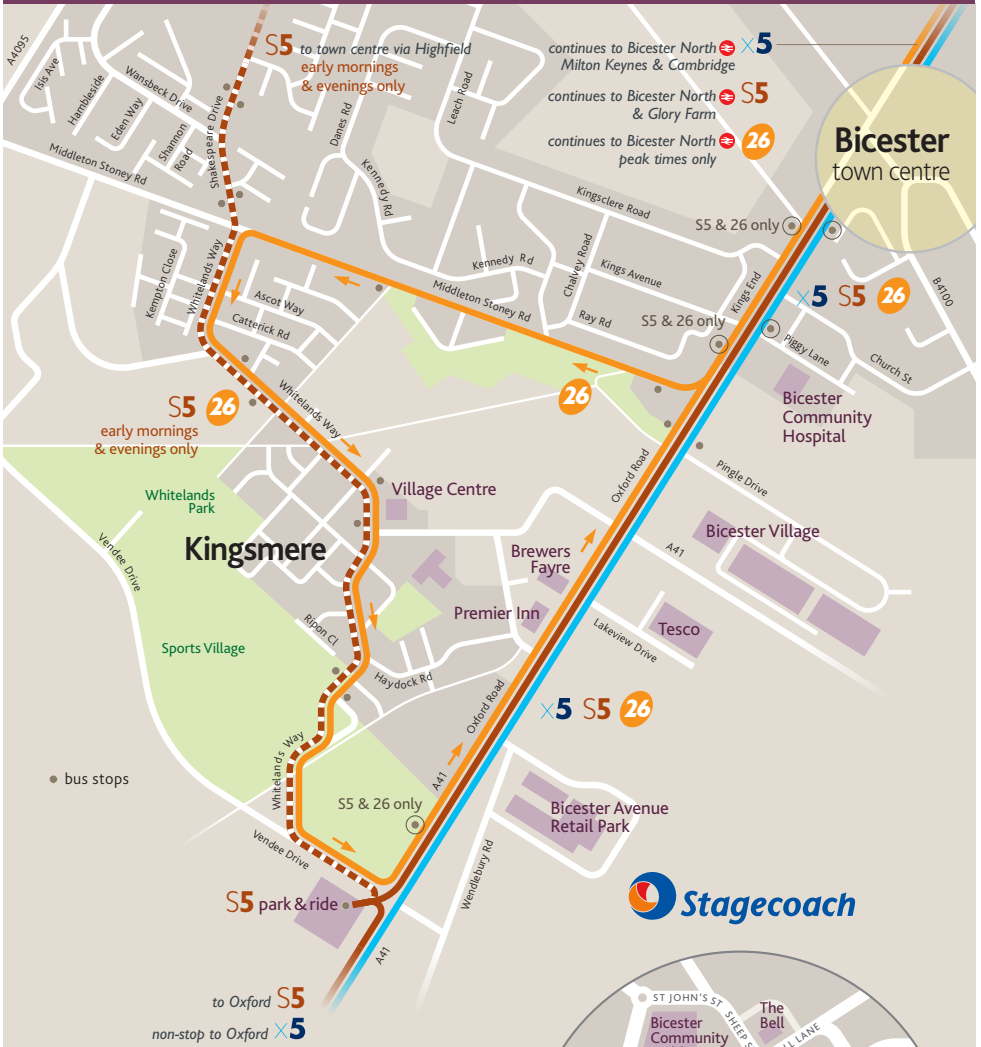 S5 to town centre via Highfield
early mornings
& evenings only
continues to Bicester North X5
Milton Keynes & Cambridge
continues to Bicester North S5
& Glory Farm
continues to Bicester North 26
peak times only
Bicester
town centre
A4095
Isis Ave
Hambleside
Wansbeck Drive
Eden Way
Shannon
Road
Shakespeare Drive
Middleton Stoney Rd
Danes Rd
Leach Road
Kennedy Rd
Kingsclere Road
S5 & 26 only
Kempton Close
Whitelands Way
Ascot Way
Catterick Rd
Kennedy Rd
Chalvey Road
Kings Avenue
Middleton Stoney Rd
Ray Rd
S5 & 26 only
Kings End
X5 S5 26
B4100
Piggy Lane
Church St
Bicester
Community
Hospital
S5 26
early mornings
& evenings only
Whitelands Way
26
Oxford Road
Pingle Drive
Whitelands
Park
Village Centre
Kingsmere
Vendee Drive
Brewers
Fayre
A41
Bicester Village
Premier Inn
Lakeview Drive
Tesco
Ripon Cl
Sports Village
Haydock Rd
Oxford Road
X5 S5 26
bus stops
Whitelands Way
A41
S5 & 26 only
Bicester Avenue
Retail Park
Vendee Drive
Wendlebury Rd
S5 park & ride
Stagecoach
A41
to Oxford S5
non-stop to Oxford X5
ST JOHN'S ST
The
Bell
SHEEP S
LL LANE
Bicester
Community